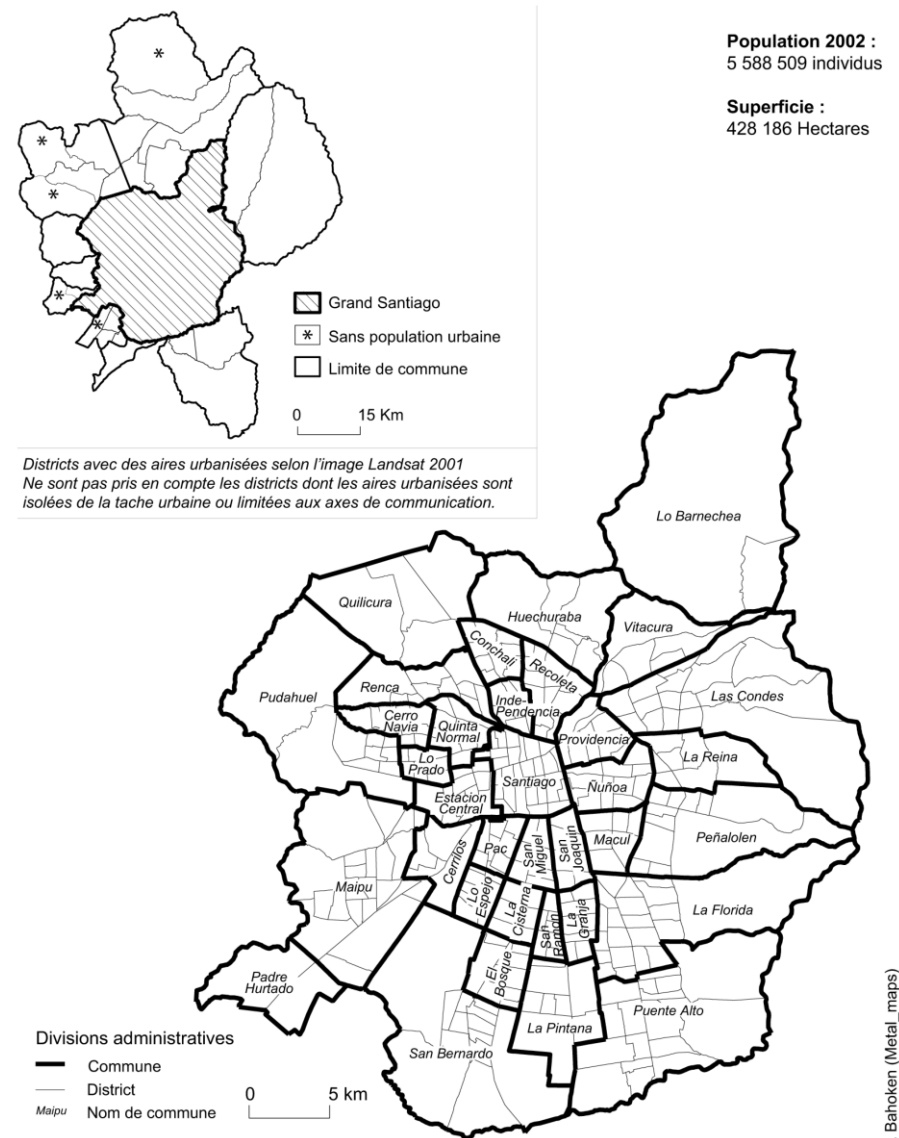 Population 2002 :
5 588 509 individus
Superficie :
428 186 Hectares
*
*
*
*
*
Grand Santiago
* Sans population urbaine
Limite de commune
0 15 Km
Districts avec des aires urbanisées selon l'image Landsat 2001
Ne sont pas pris en compte les districts dont les aires urbanisées sont
isolées de la tache urbaine ou limitées aux axes de communication.
Lo Barnechea
Quilicura
Huechuraba
Vitacura
Conchali
Recoleta
Pudahuel
Renca
Inde-
Pendencia
Las Condes
Cerro
Navia
Quinta
Normal
Providencia
La Reina
Lo
Prado
Santiago
Ñuñoa
Estacion
Central
Peñalolen
Macul
Pac
San
Miguel
San
Joaquin
Cerrilos
Maipu
Lo
Espejo
La
Cisterna
San
Ramon
La
Granja
La Florida
El
Bosque
Padre
Hurtado
La Pintana
Puente Alto
San Bernardo
Divisions administratives
Commune
District
Maipu Nom de commune
0 5 km
Bahoken (Metal_maps)